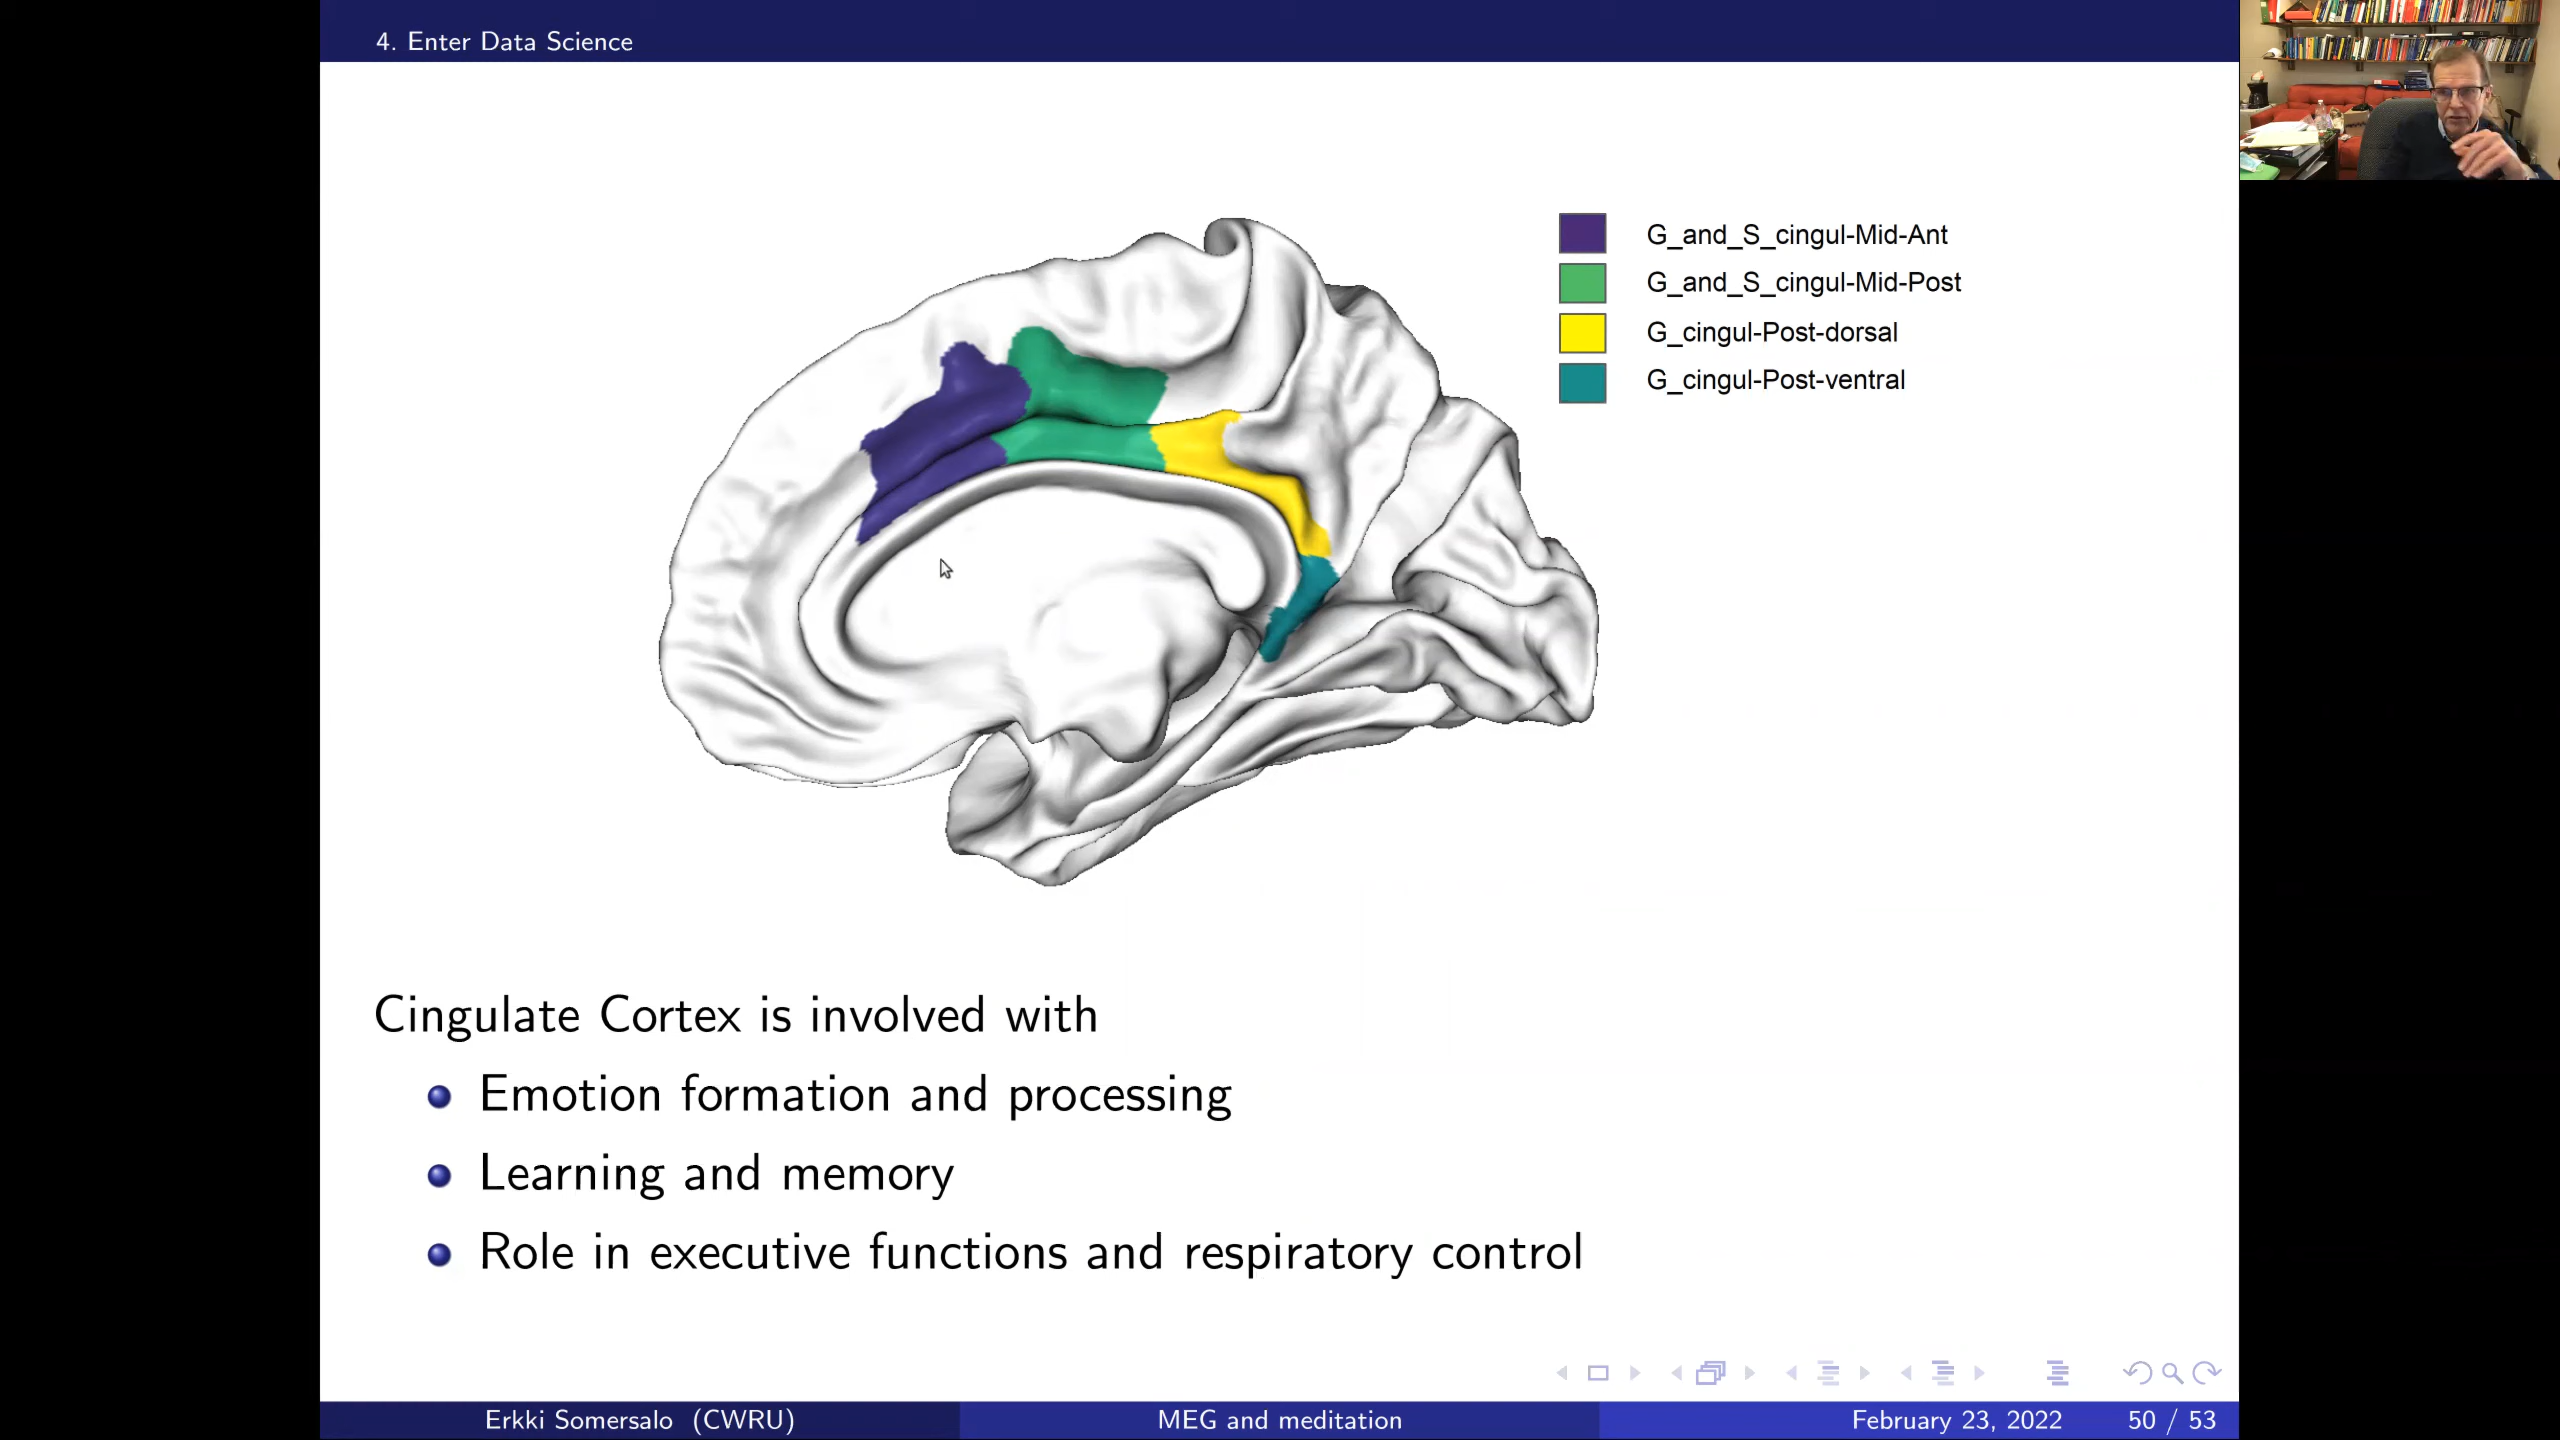 4. Enter Data Science
G_and_S_cingul-Mid-Ant
G_and_S_cingul-Mid-Post
G_cingul-Post-dorsal
G_cingul-Post-ventral
Cingulate Cortex is involved with
Emotion formation and processing
Learning and memory
Role in executive functions and respiratory control
Erkki Somersalo (CWRU)
MEG and meditation
February 23, 2022
50 / 53